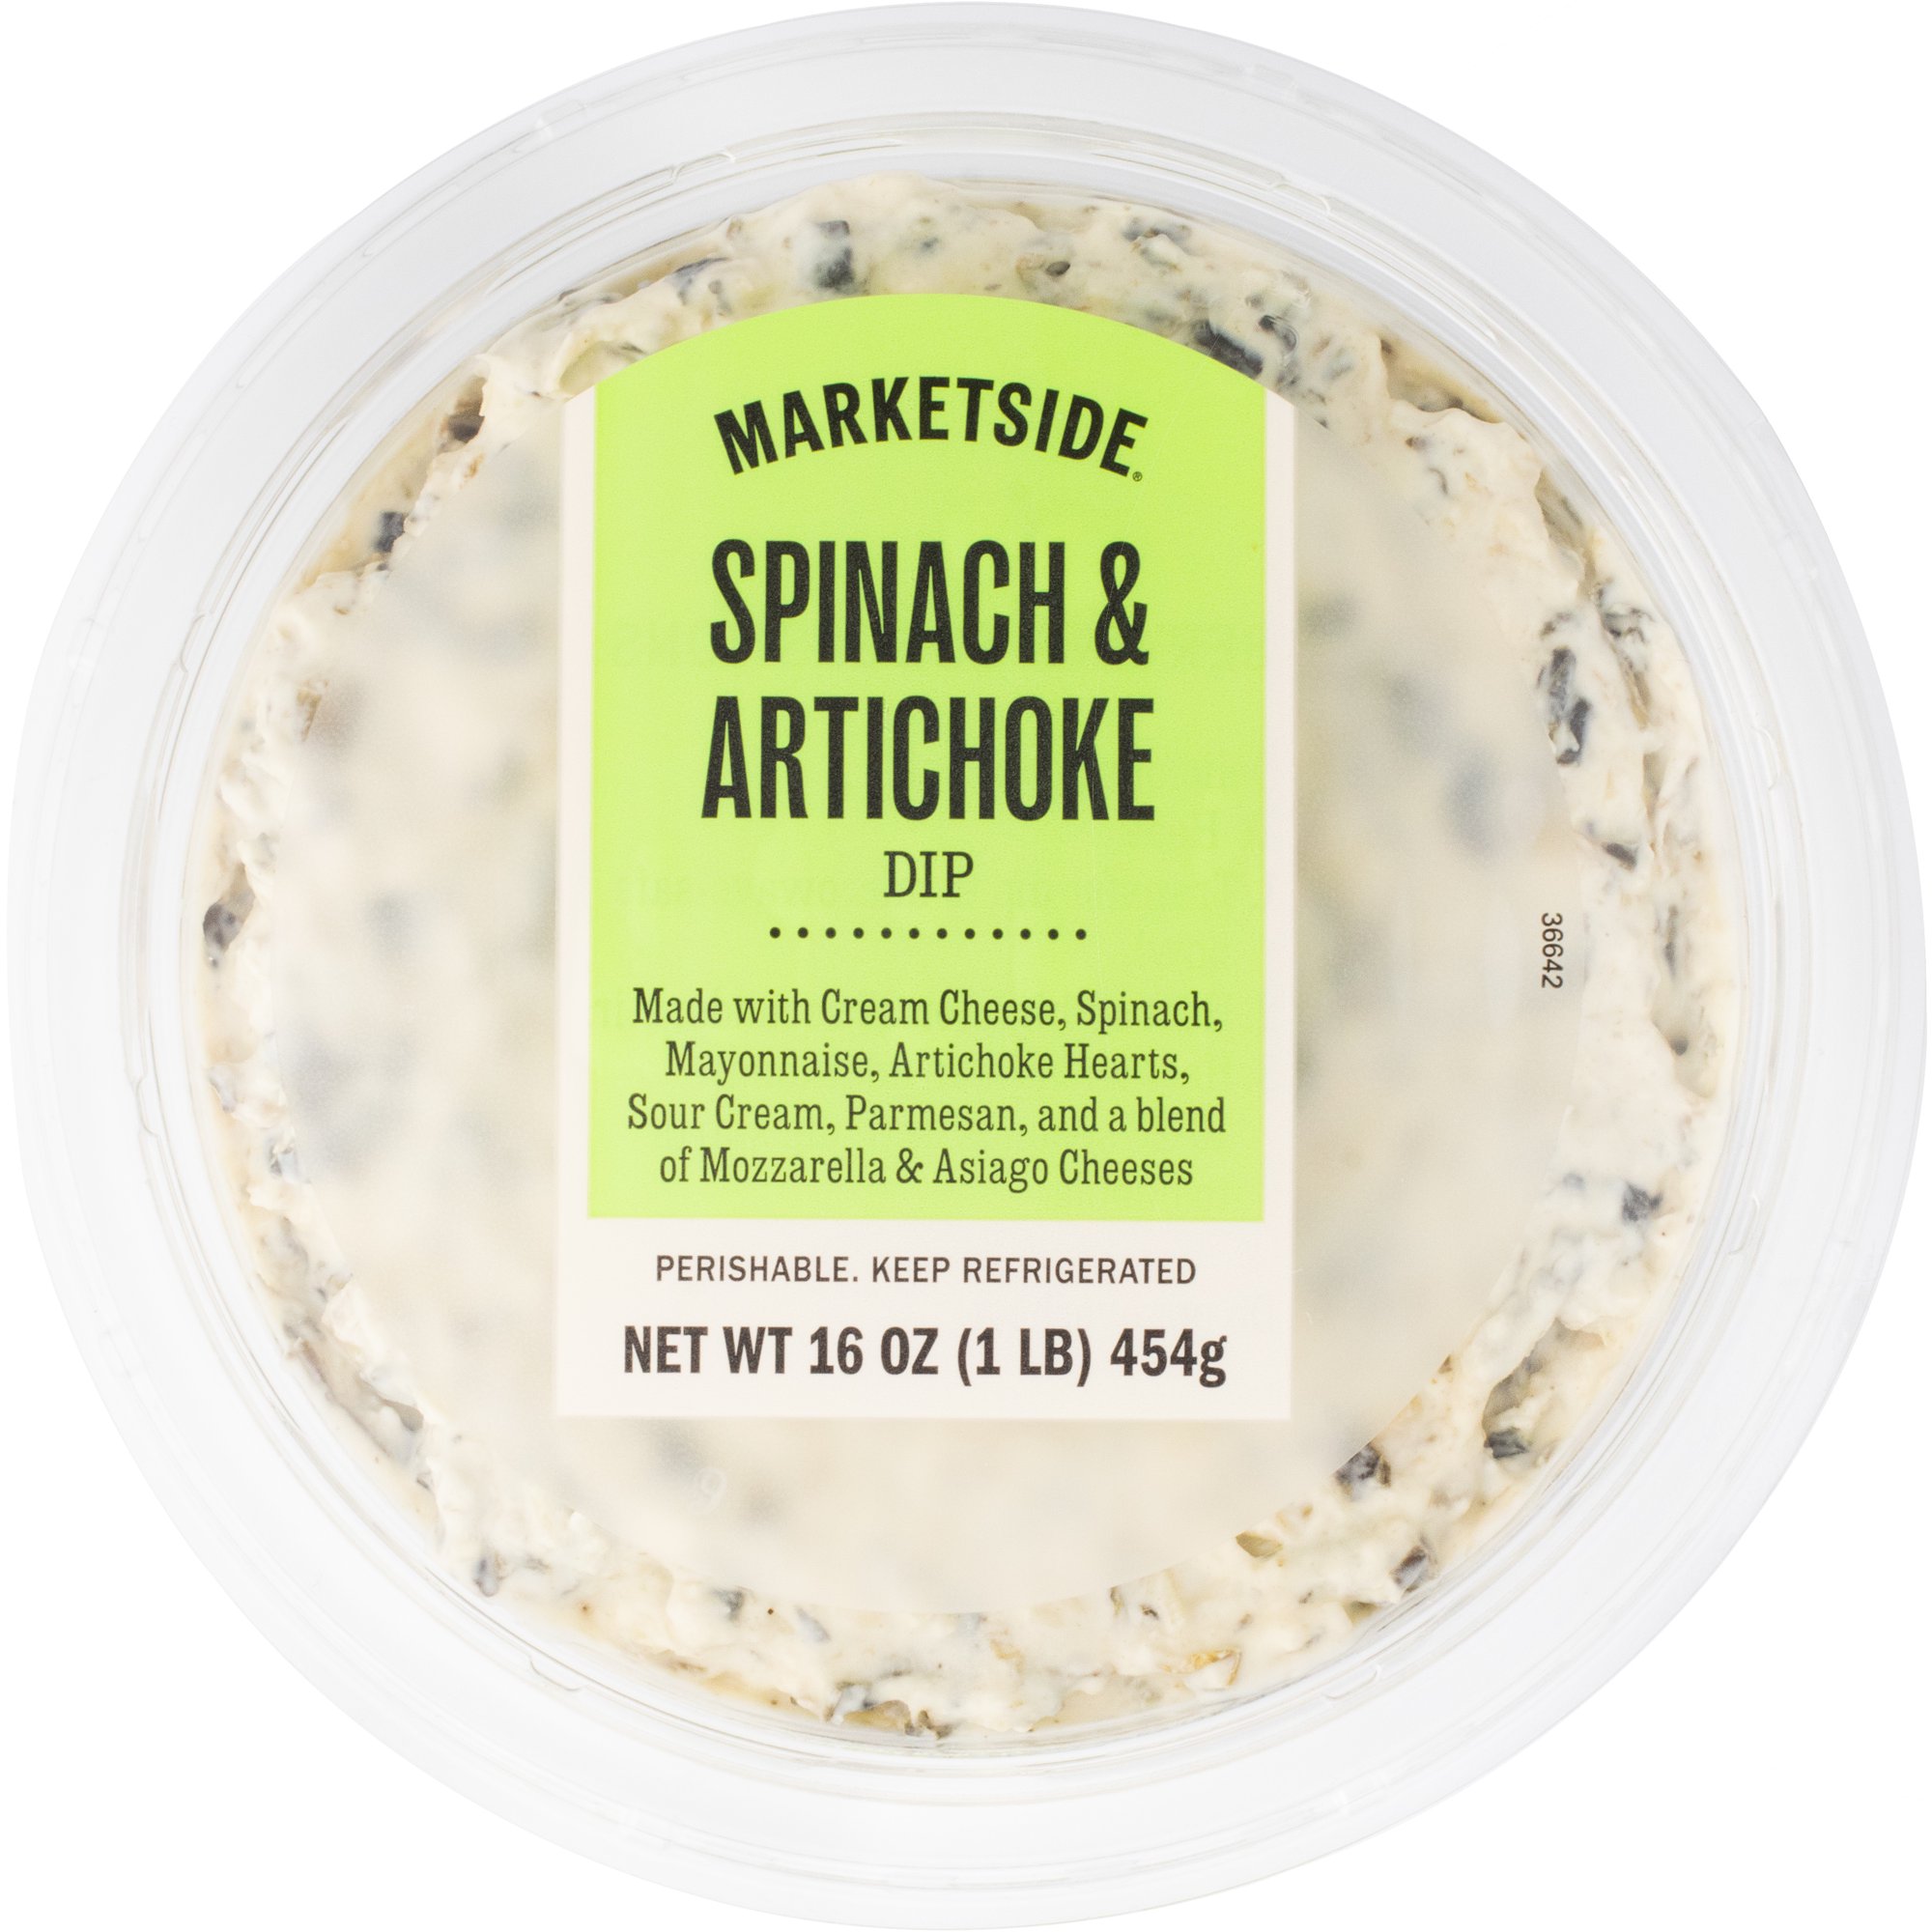 MARKETSIDE®
SPINACH &
ARTICHOKE
DIP
Made with Cream Cheese, Spinach,
Mayonnaise, Artichoke Hearts,
Sour Cream, Parmesan, and a blend
of Mozzarella & Asiago Cheeses
PERISHABLE. KEEP REFRIGERATED
NET WT 16 OZ (1 LB) 454g
36642